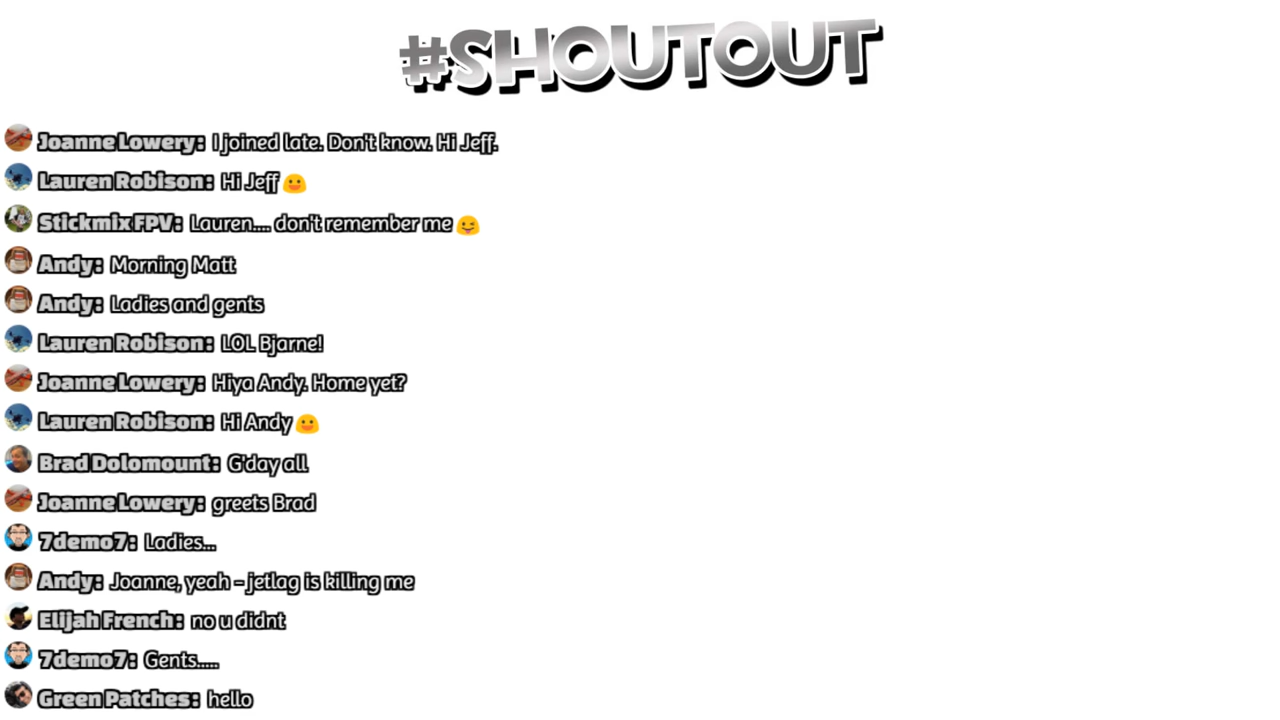 #SHOUTOUT
Joanne Lowery: I joined late. Don't know. Hi Jeff.
Lauren Robison: Hi Jeff
Stickmix FPV: Lauren.... don't remember me
Andy: Morning Matt
Andy: Ladies and gents
Lauren Robison: LOL Bjarne!
Joanne Lowery: Hiya Andy. Home yet?
Lauren Robison: Hi Andy
Brad Dolomount: G'day all
Joanne Lowery: greets Brad
7demo7: Ladies...
Andy: Joanne, yeah - jetlag is killing me
Elijah French: no u didnt
7demo7: Gents.....
Green Patches: hello